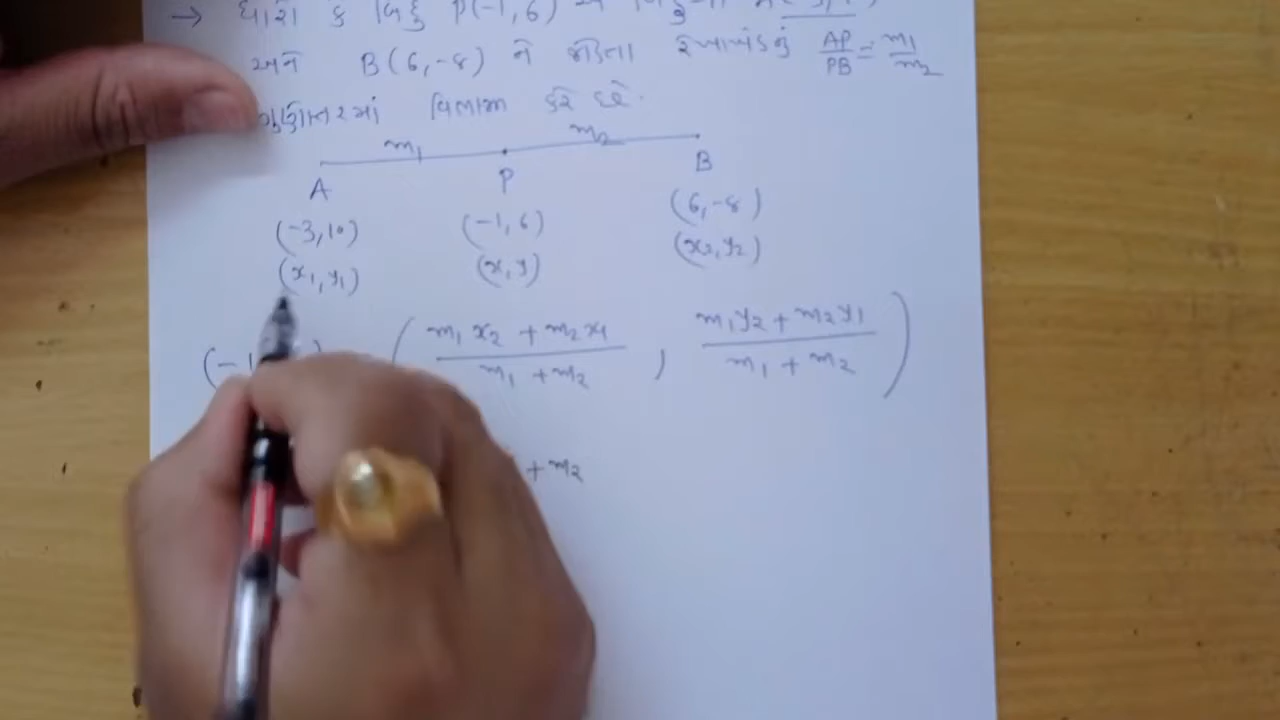 → ધારો કે બિંદુ P(-1,6) એ
અને B(6,-8) ને જોડતા રેખાખંડનું AP/PB = m₁/m₂
ગુણોત્તરમાં વિભાજન કરે છે.
m₁ m₂
A P B
(-3,10) (-1,6) (6,-8)
(x₁,y₁) (x,y) (x₂,y₂)
(-1 ( (m₁x₂ + m₂x₁)/(m₁ + m₂) , (m₁y₂ + m₂y₁)/(m₁ + m₂) )
+ m₂